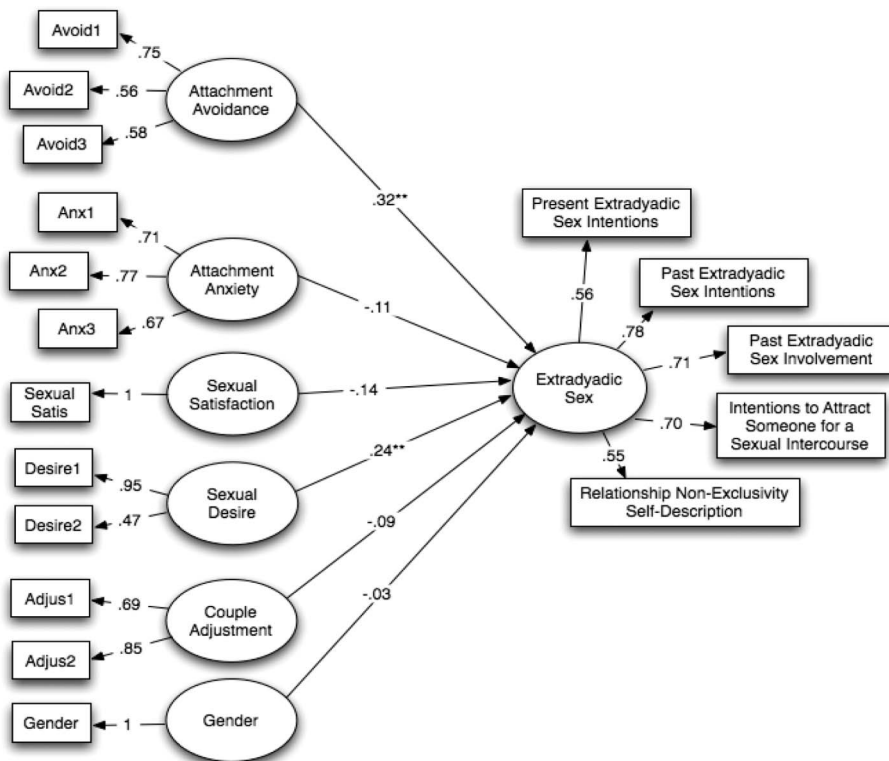 Avoid1
.75
Avoid2
.56
Avoid3
.58
Attachment
Avoidance
.32**
Anx1
.71
Anx2
.77
Anx3
.67
Attachment
Anxiety
-.11
Sexual
Satis
1
Sexual
Satisfaction
-.14
Desire1
.95
Desire2
.47
Sexual
Desire
.24**
Adjus1
.69
Adjus2
.85
Couple
Adjustment
-.09
Gender
1
Gender
-.03
Extradyadic
Sex
Present Extradyadic
Sex Intentions
.56
Past Extradyadic
Sex Intentions
.78
Past Extradyadic
Sex Involvement
.71
Intentions to Attract
Someone for a
Sexual Intercourse
.70
Relationship Non-Exclusivity
Self-Description
.55